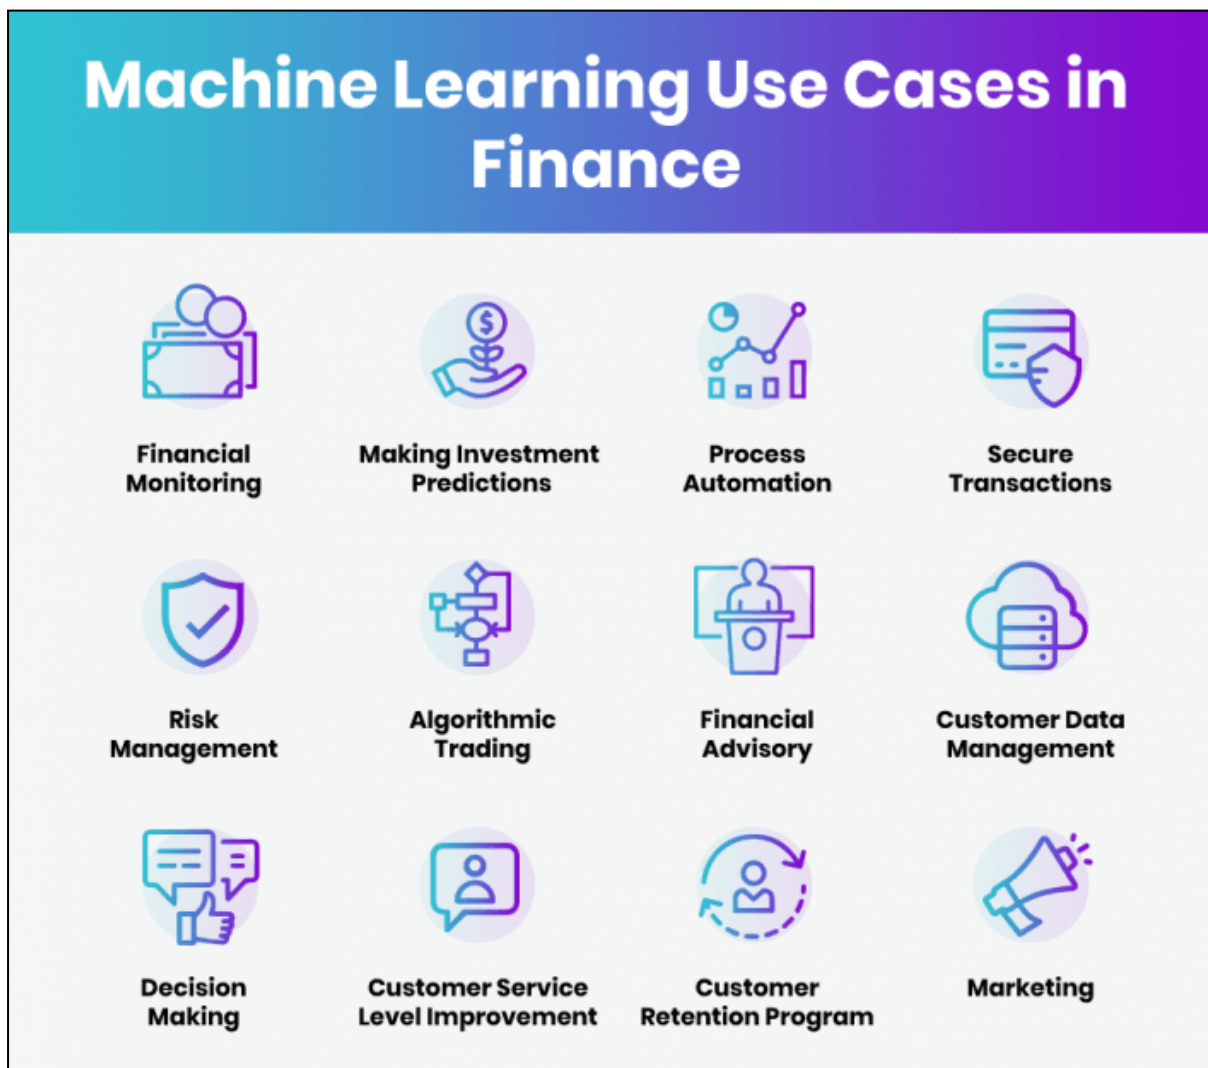 Machine Learning Use Cases in
Finance
Financial
Monitoring
Making Investment
Predictions
Process
Automation
Secure
Transactions
Risk
Management
Algorithmic
Trading
Financial
Advisory
Customer Data
Management
Decision
Making
Customer Service
Level Improvement
Customer
Retention Program
Marketing